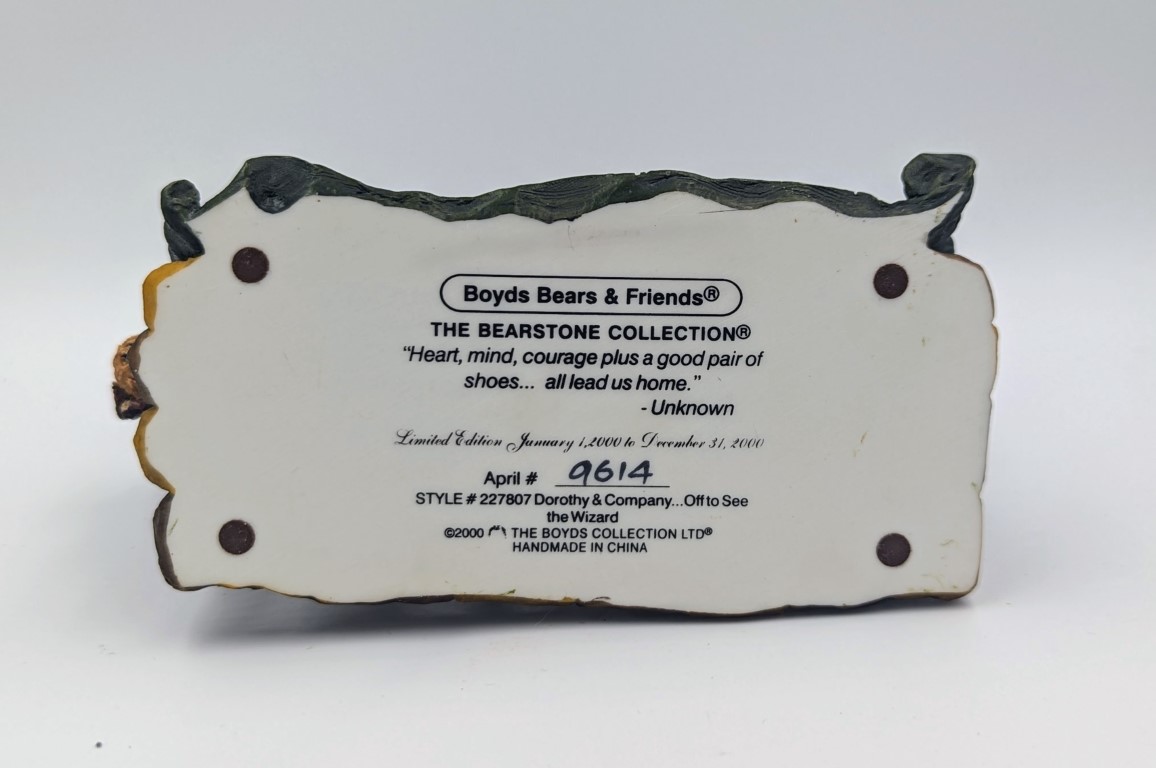 Boyds Bears & Friends®
THE BEARSTONE COLLECTION®
“Heart, mind, courage plus a good pair of
shoes... all lead us home.”
- Unknown
Limited Edition January 1, 2000 to December 31, 2000
April # 9614
STYLE # 227807 Dorothy & Company...Off to See
the Wizard
©2000 THE BOYDS COLLECTION LTD®
HANDMADE IN CHINA